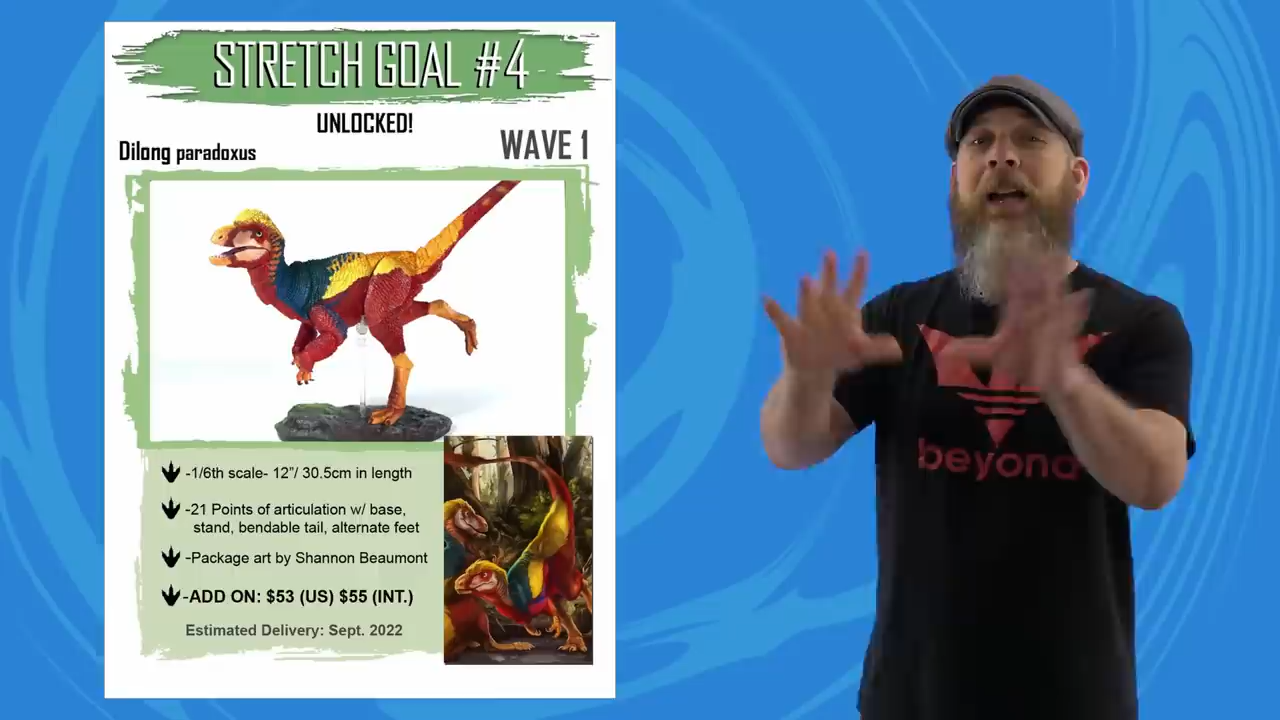 STRETCH GOAL #4
UNLOCKED!
Dilong paradoxus
WAVE 1
-1/6th scale- 12”/ 30.5cm in length
-21 Points of articulation w/ base,
stand, bendable tail, alternate feet
-Package art by Shannon Beaumont
-ADD ON: $53 (US) $55 (INT.)
Estimated Delivery: Sept. 2022
beyond